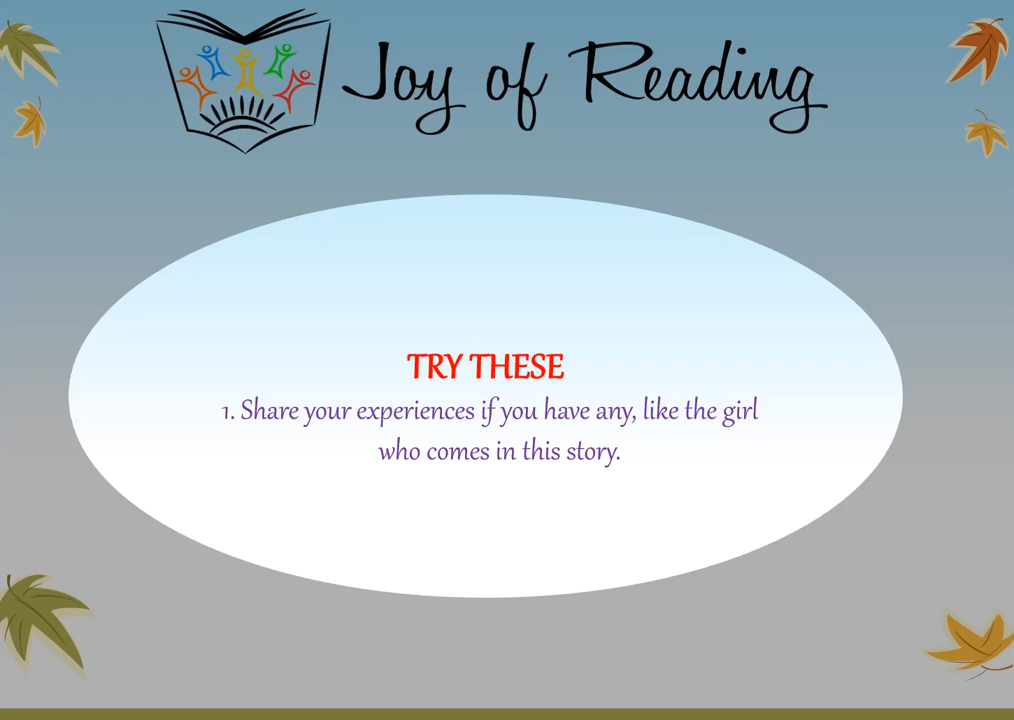 Joy of Reading
TRY THESE
1. Share your experiences if you have any, like the girl
who comes in this story.